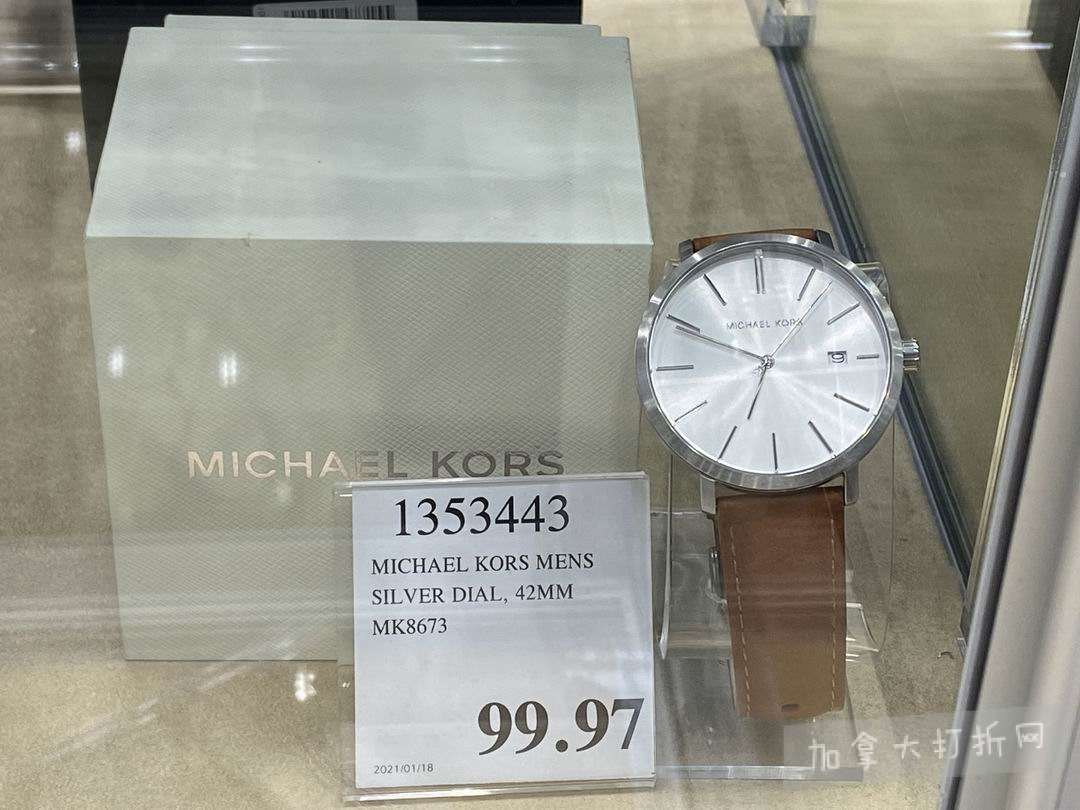 MICHAEL KORS
MICHAEL KORS
9
1353443
MICHAEL KORS MENS
SILVER DIAL, 42MM
MK8673
99.97
2021/01/18
加拿大打折网